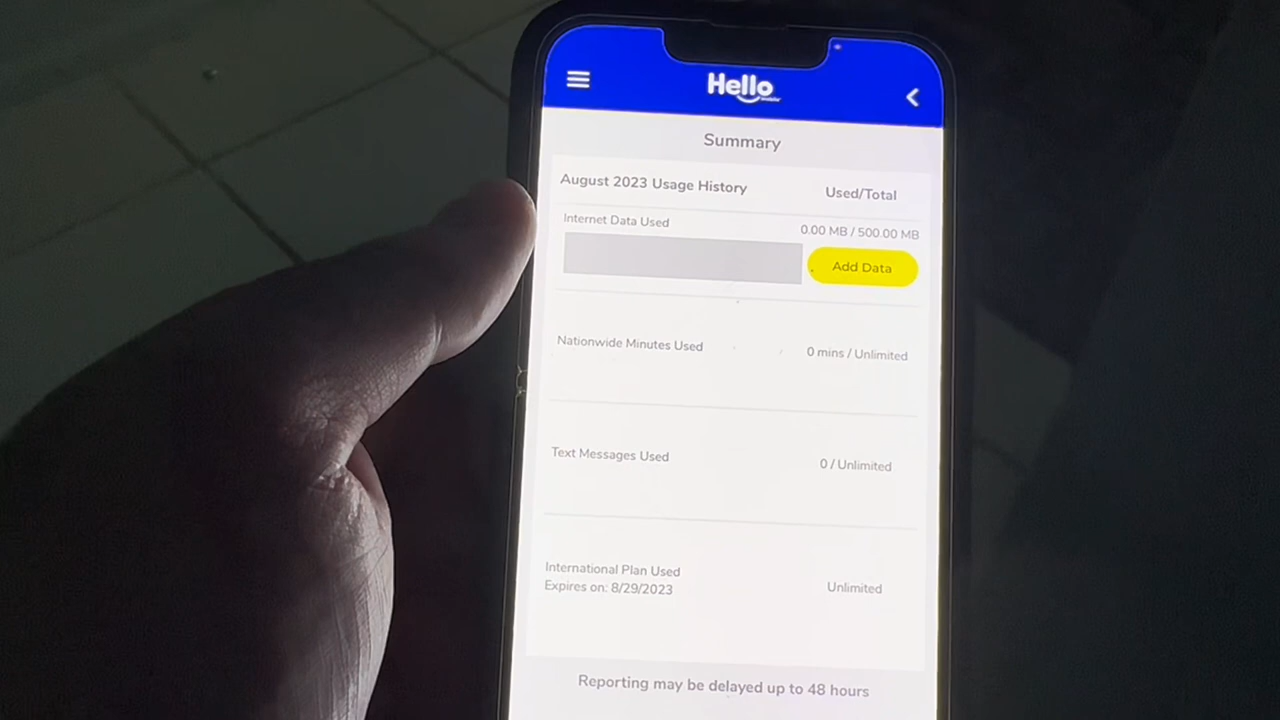 Hello
mobile
Summary
August 2023 Usage History
Used/Total
Internet Data Used
0.00 MB / 500.00 MB
Add Data
Nationwide Minutes Used
0 mins / Unlimited
Text Messages Used
0 / Unlimited
International Plan Used
Expires on: 8/29/2023
Unlimited
Reporting may be delayed up to 48 hours